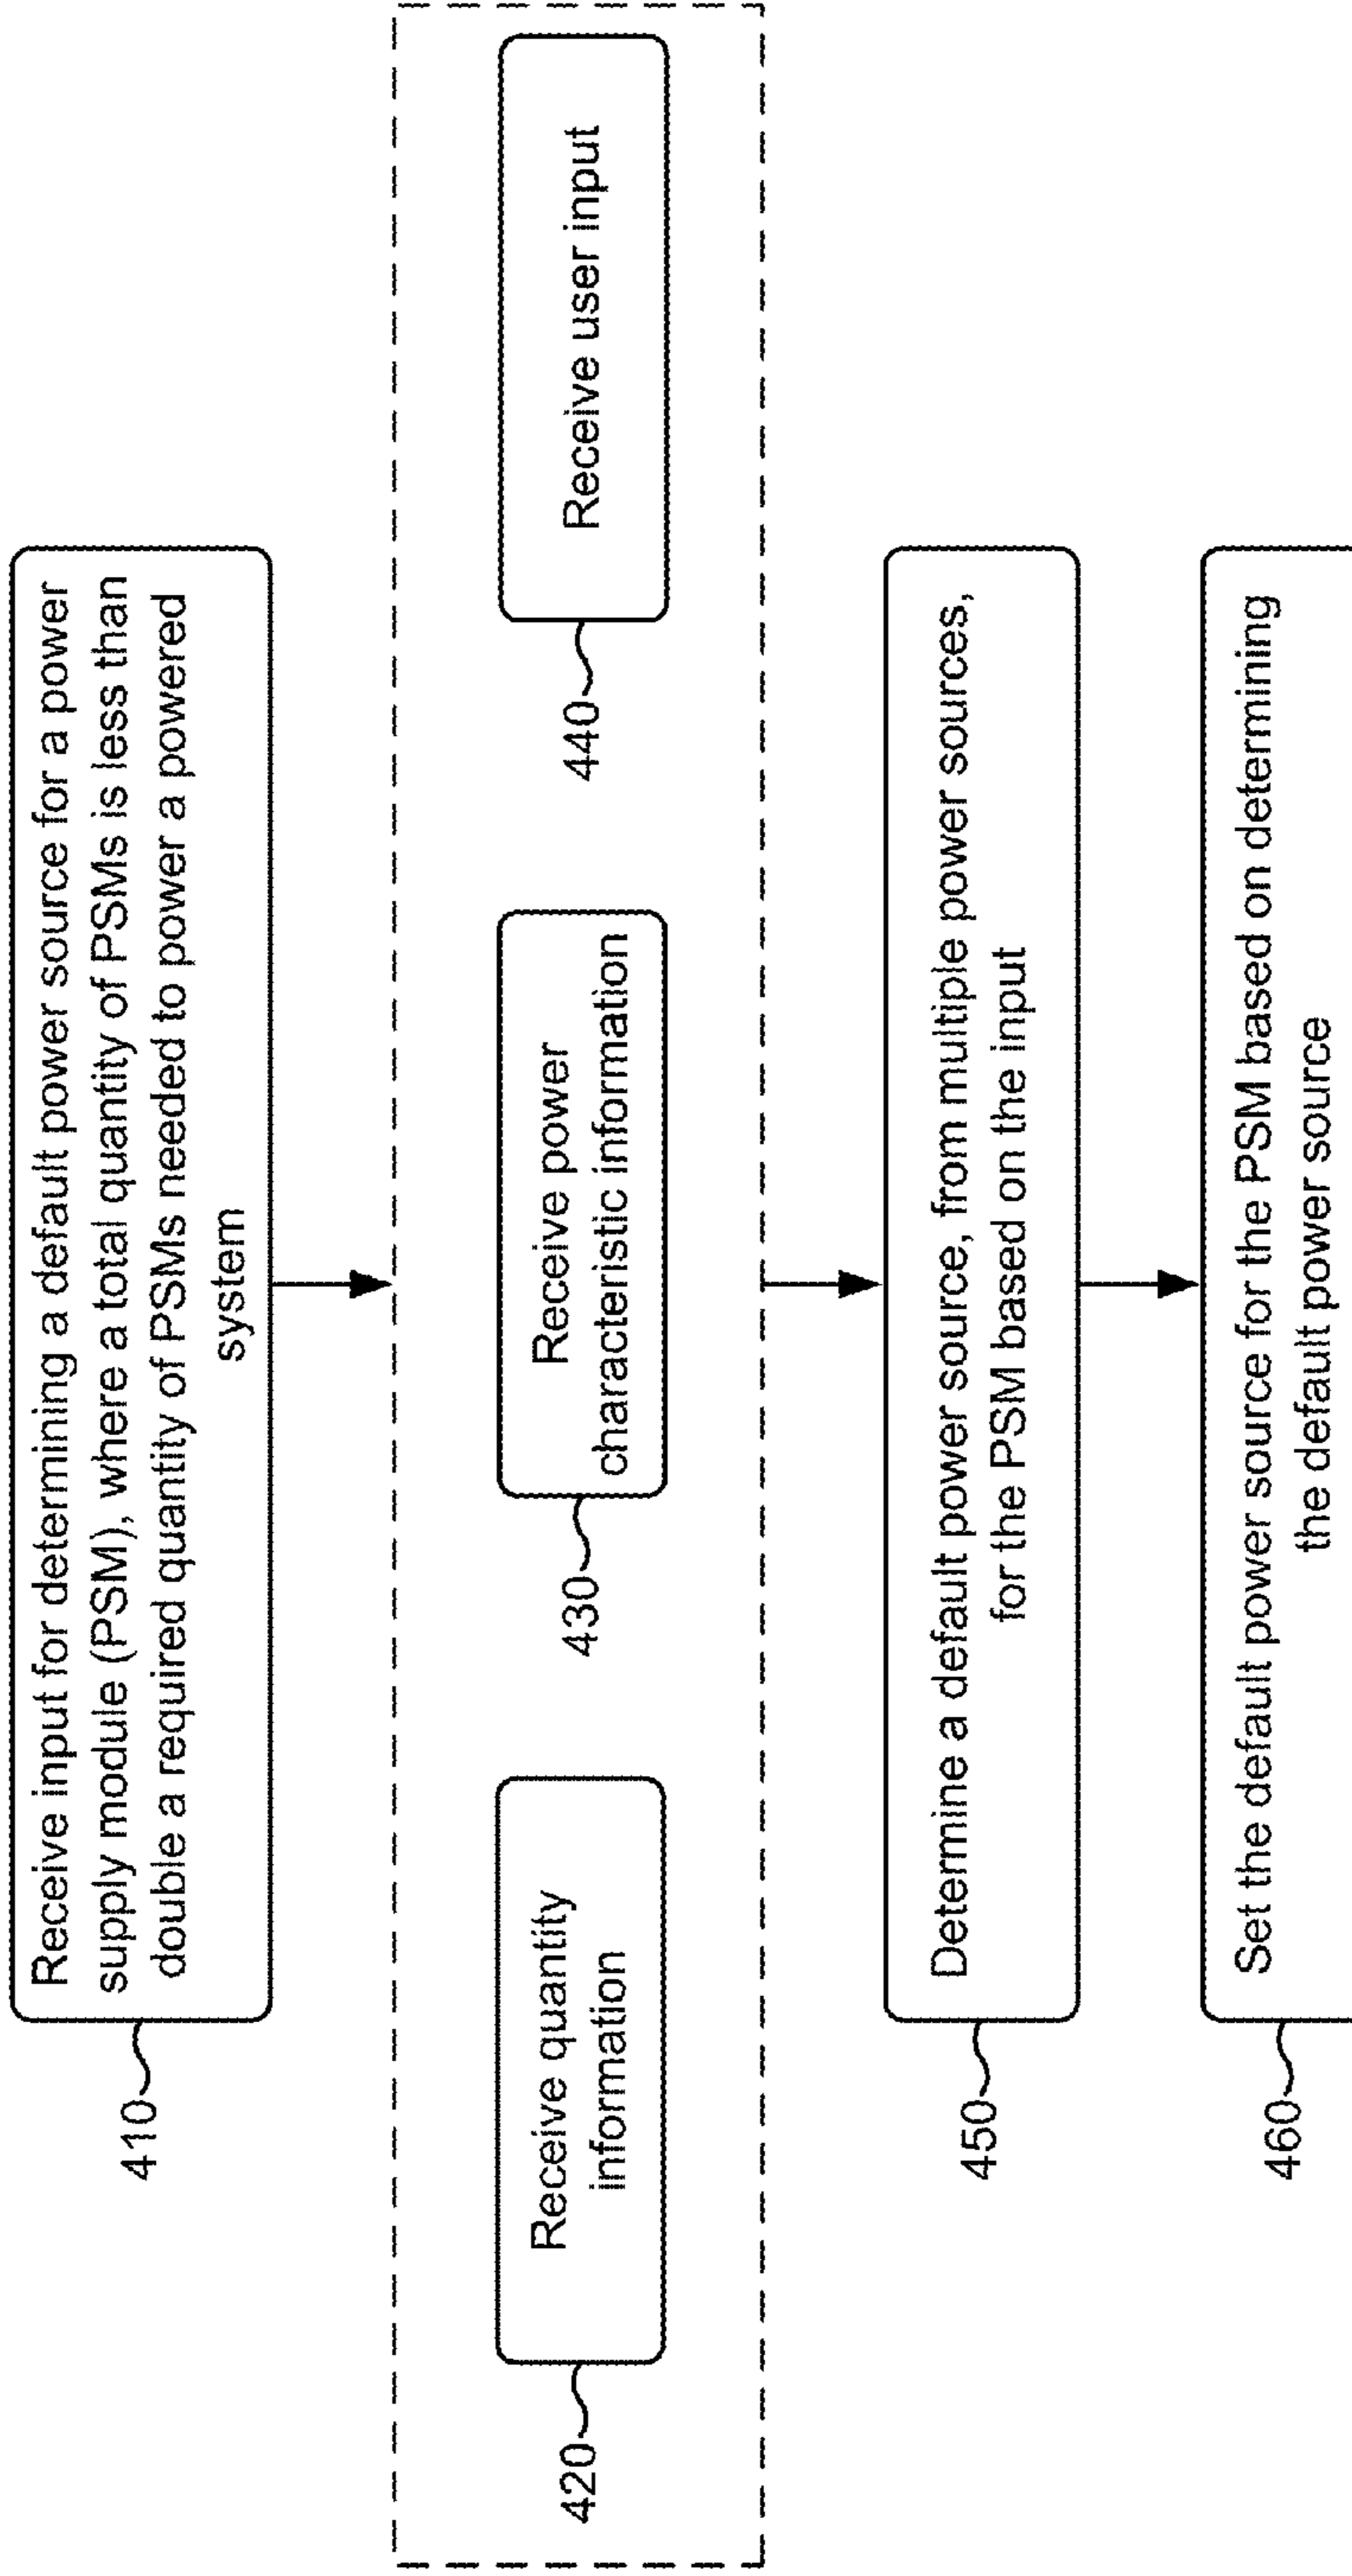 410
Receive input for determining a default power source for a power
supply module (PSM), where a total quantity of PSMs is less than
double a required quantity of PSMs needed to power a powered
system
420
Receive quantity
information
430
Receive power
characteristic information
440
Receive user input
450
Determine a default power source, from multiple power sources,
for the PSM based on the input
460
Set the default power source for the PSM based on determining
the default power source